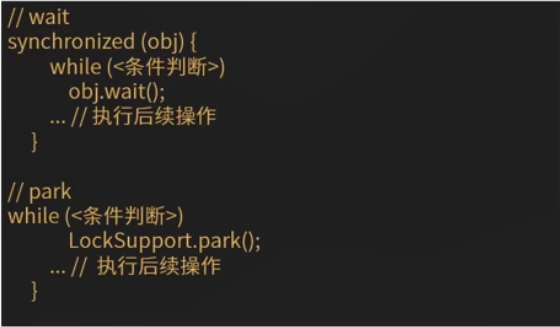 // wait
synchronized (obj) {
while (<条件判断>)
obj.wait();
... // 执行后续操作
}
// park
while (<条件判断>)
LockSupport.park();
... // 执行后续操作
}